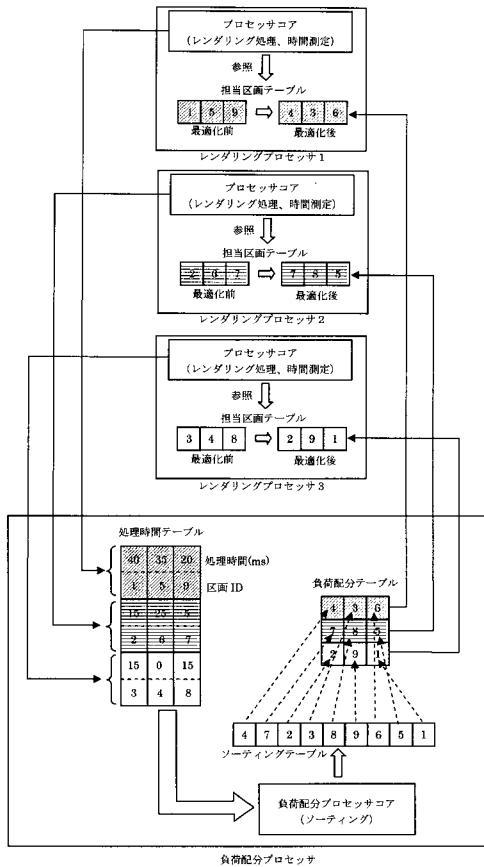 プロセッサコア
(レンダリング処理、時間測定)
参照
担当区画テーブル
1 5 9
4 3 6
最適化前
最適化後
レンダリングプロセッサ1
プロセッサコア
(レンダリング処理、時間測定)
参照
担当区画テーブル
2 6 7
7 8 5
最適化前
最適化後
レンダリングプロセッサ2
プロセッサコア
(レンダリング処理、時間測定)
参照
担当区画テーブル
3 4 8
2 9 1
最適化前
最適化後
レンダリングプロセッサ3
処理時間テーブル
40 35 20
処理時間(ms)
1 5 9
区画 ID
15 25 5
2 6 7
15 0 15
3 4 8
負荷配分テーブル
4 3 6
7 8 5
2 9 1
4 7 2 3 8 9 6 5 1
ソーティングテーブル
負荷配分プロセッサコア
(ソーティング)
負荷配分プロセッサ